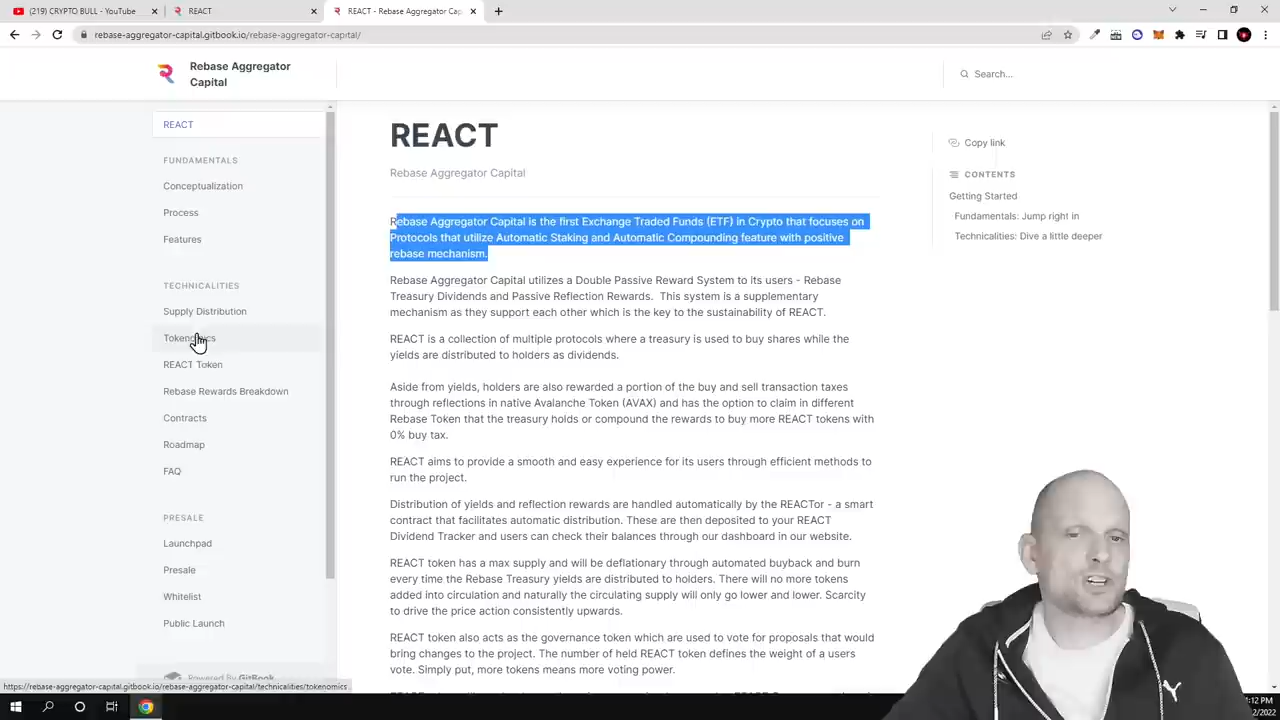 (219) CRYPTO BULL - YouTube
REACT
REACT - Rebase Aggregator Cap
rebase-aggregator-capital.gitbook.io/rebase-aggregator-capital/
Rebase Aggregator
Capital
Search...
REACT
FUNDAMENTALS
Conceptualization
Process
Features
TECHNICALITIES
Supply Distribution
REACT Token
Rebase Rewards Breakdown
Contracts
Roadmap
FAQ
PRESALE
Launchpad
Presale
Whitelist
Public Launch
Powered By GitBook
REACT
Rebase Aggregator Capital
Rebase Aggregator Capital is the first Exchange Traded Funds (ETF) in Crypto that focuses on
Protocols that utilize Automatic Staking and Automatic Compounding feature with positive
rebase mechanism.
Rebase Aggregator Capital utilizes a Double Passive Reward System to its users - Rebase
Treasury Dividends and Passive Reflection Rewards.  This system is a supplementary
mechanism as they support each other which is the key to the sustainability of REACT.
REACT is a collection of multiple protocols where a treasury is used to buy shares while the
yields are distributed to holders as dividends.
Aside from yields, holders are also rewarded a portion of the buy and sell transaction taxes
through reflections in native Avalanche Token (AVAX) and has the option to claim in different
Rebase Token that the treasury holds or compound the rewards to buy more REACT tokens with
0% buy tax.
REACT aims to provide a smooth and easy experience for its users through efficient methods to
run the project.
Distribution of yields and reflection rewards are handled automatically by the REACTor - a smart
contract that facilitates automatic distribution. These are then deposited to your REACT
Dividend Tracker and users can check their balances through our dashboard in our website.
REACT token has a max supply and will be deflationary through automated buyback and burn
every time the Rebase Treasury yields are distributed to holders. There will no more tokens
added into circulation and naturally the circulating supply will only go lower and lower. Scarcity
to drive the price action consistently upwards.
REACT token also acts as the governance token which are used to vote for proposals that would
bring changes to the project. The number of held REACT token defines the weight of a users
vote. Simply put, more tokens means more voting power.
Copy link
CONTENTS
Getting Started
Fundamentals: Jump right in
Technicalities: Dive a little deeper
https://rebase-aggregator-capital.gitbook.io/rebase-aggregator-capital/technicalities/tokenomics
:12 PM
2/2022